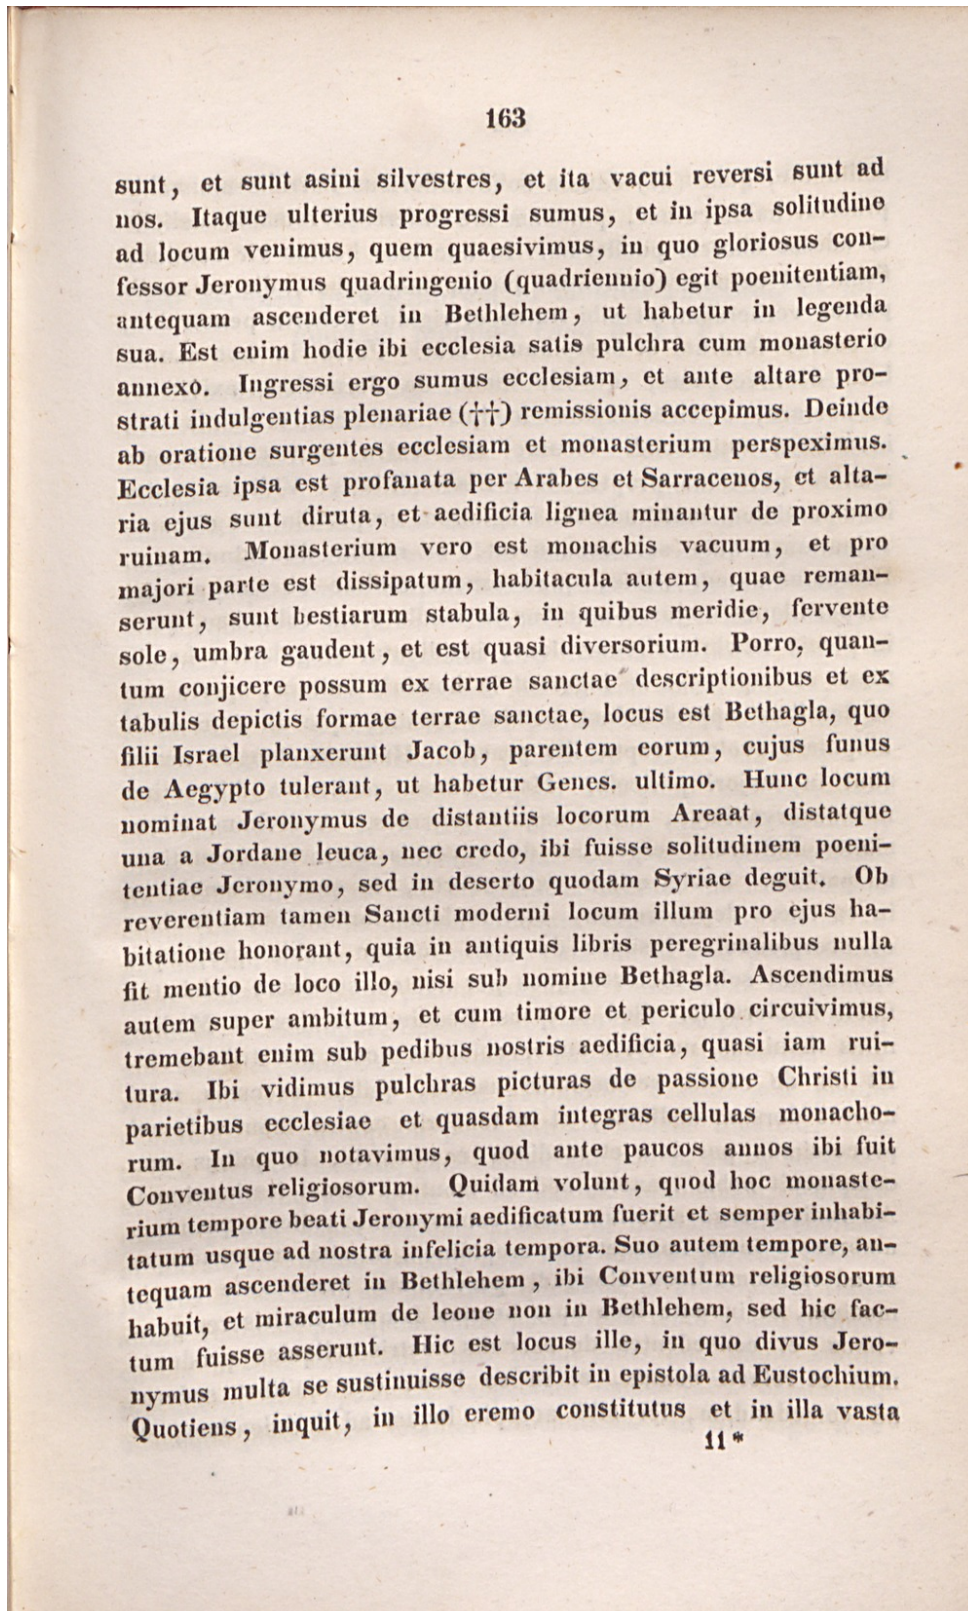 163
sunt, et sunt asini silvestres, et ita vacui reversi sunt ad
nos. Itaque ulterius progressi sumus, et in ipsa solitudine
ad locum venimus, quem quaesivimus, in quo gloriosus con-
fessor Jeronymus quadringenio (quadriennio) egit poenitentiam,
antequam ascenderet in Bethlehem, ut habetur in legenda
sua. Est enim hodie ibi ecclesia satis pulchra cum monasterio
annexo. Ingressi ergo sumus ecclesiam, et ante altare pro-
strati indulgentias plenariae (††) remissionis accepimus. Deinde
ab oratione surgentes ecclesiam et monasterium perspeximus.
Ecclesia ipsa est profanata per Arabes et Sarracenos, et alta-
ria ejus sunt diruta, et aedificia lignea minantur de proximo
ruinam. Monasterium vero est monachis vacuum, et pro
majori parte est dissipatum, habitacula autem, quae reman-
serunt, sunt bestiarum stabula, in quibus meridie, fervente
sole, umbra gaudent, et est quasi diversorium. Porro, quan-
tum conjicere possum ex terrae sanctae descriptionibus et ex
tabulis depictis formae terrae sanctae, locus est Bethagla, quo
filii Israel planxerunt Jacob, parentem eorum, cujus funus
de Aegypto tulerant, ut habetur Genes. ultimo. Hunc locum
nominat Jeronymus de distantiis locorum Areaat, distatque
una a Jordane leuca, nec credo, ibi fuisse solitudinem poeni-
tentiae Jeronymo, sed in deserto quodam Syriae deguit. Ob
reverentiam tamen Sancti moderni locum illum pro ejus ha-
bitatione honorant, quia in antiquis libris peregrinalibus nulla
fit mentio de loco illo, nisi sub nomine Bethagla. Ascendimus
autem super ambitum, et cum timore et periculo circuivimus,
tremebant enim sub pedibus nostris aedificia, quasi iam rui-
tura. Ibi vidimus pulchras picturas de passione Christi in
parietibus ecclesiae et quasdam integras cellulas monacho-
rum. In quo notavimus, quod ante paucos annos ibi fuit
Conventus religiosorum. Quidam volunt, quod hoc monaste-
rium tempore beati Jeronymi aedificatum fuerit et semper inhabi-
tatum usque ad nostra infelicia tempora. Suo autem tempore, an-
tequam ascenderet in Bethlehem, ibi Conventum religiosorum
habuit, et miraculum de leone non in Bethlehem, sed hic fac-
tum fuisse asserunt. Hic est locus ille, in quo divus Jero-
nymus multa se sustinuisse describit in epistola ad Eustochium.
Quotiens, inquit, in illo eremo constitutus et in illa vasta
11*